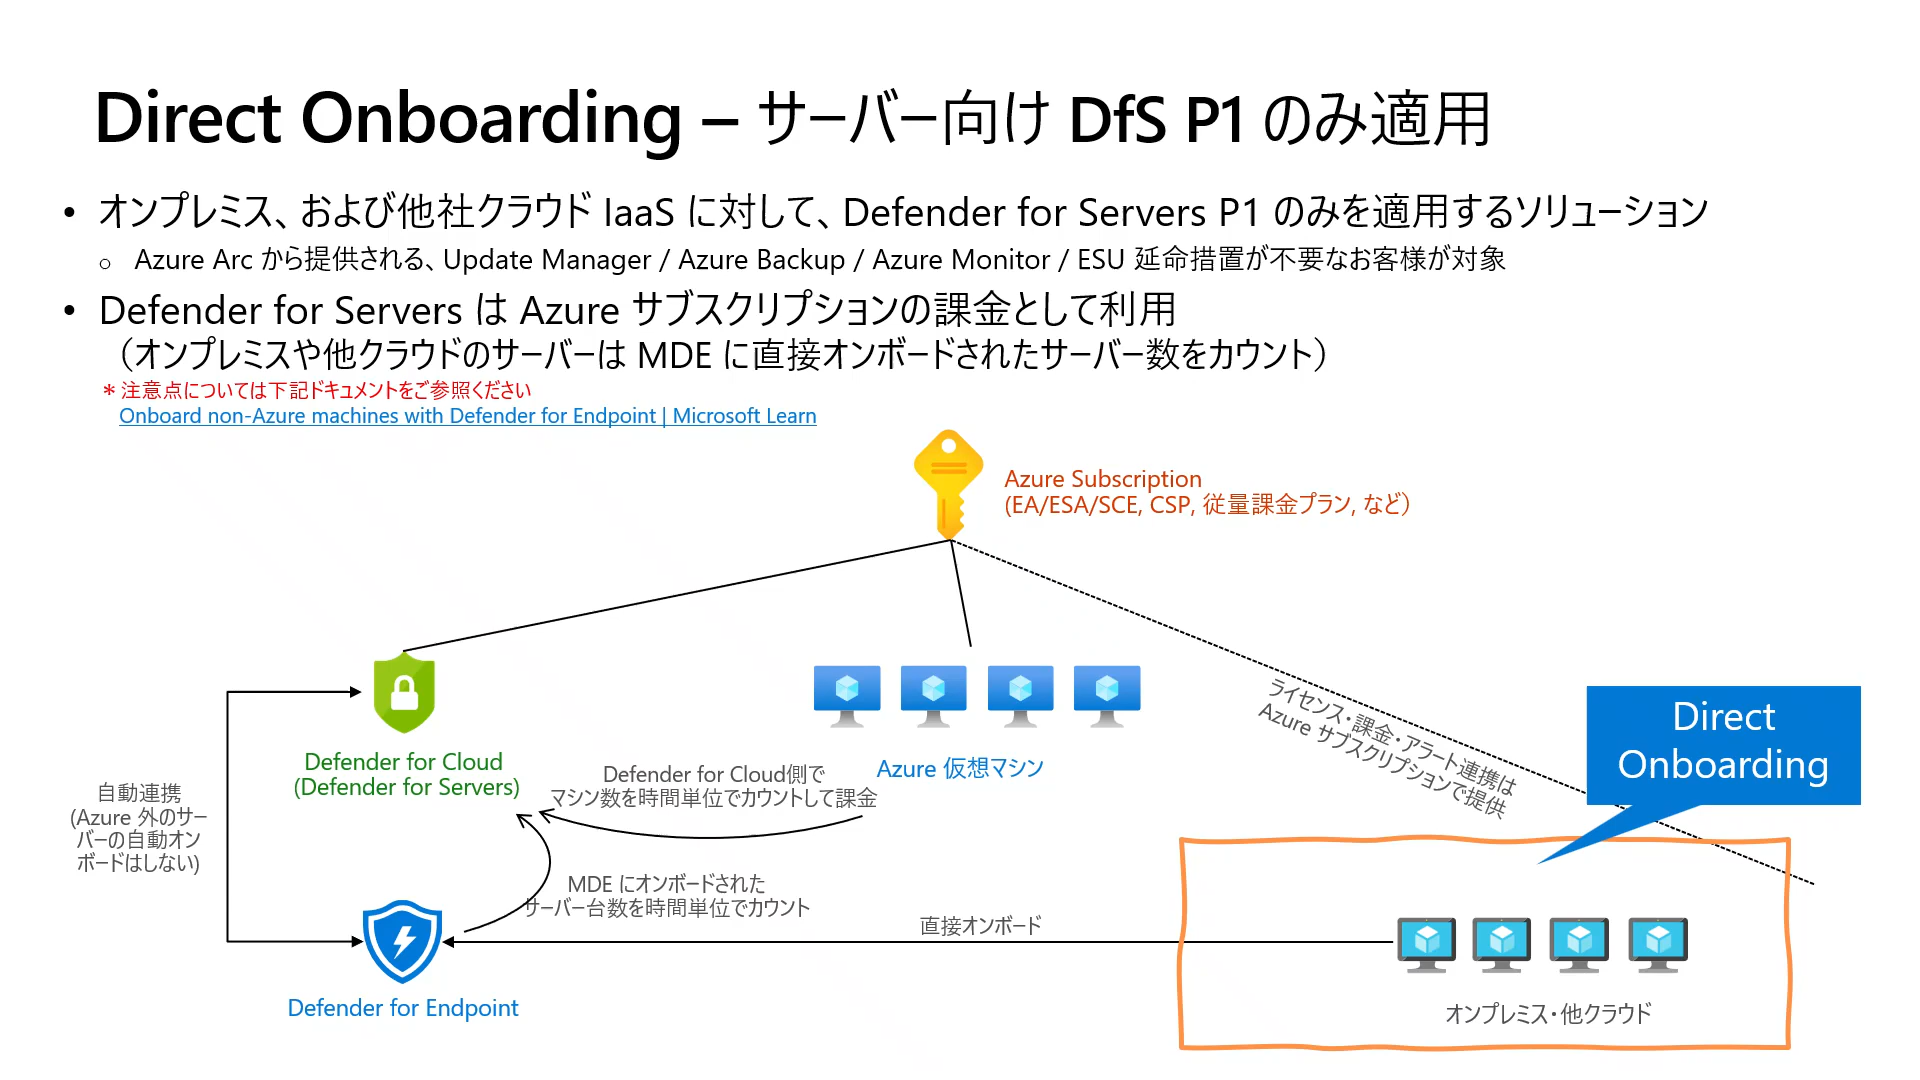 Direct Onboarding – サーバー向け DfS P1 のみ適用
• オンプレミス、および他社クラウド IaaS に対して、Defender for Servers P1 のみを適用するソリューション
○ Azure Arc から提供される、Update Manager / Azure Backup / Azure Monitor / ESU 延命措置が不要なお客様が対象
• Defender for Servers は Azure サブスクリプションの課金として利用
（オンプレミスや他クラウドのサーバーは MDE に直接オンボードされたサーバー数をカウント）
＊注意点については下記ドキュメントをご参照ください
Onboard non-Azure machines with Defender for Endpoint | Microsoft Learn
Azure Subscription
(EA/ESA/SCE, CSP, 従量課金プラン, など）
ライセンス・課金・アラート連携は
Azure サブスクリプションで提供
Direct
Onboarding
Defender for Cloud
(Defender for Servers)
Defender for Cloud側で
マシン数を時間単位でカウントして課金
Azure 仮想マシン
自動連携
(Azure 外のサー
バーの自動オン
ボードはしない)
MDE にオンボードされた
サーバー台数を時間単位でカウント
直接オンボード
Defender for Endpoint
オンプレミス・他クラウド